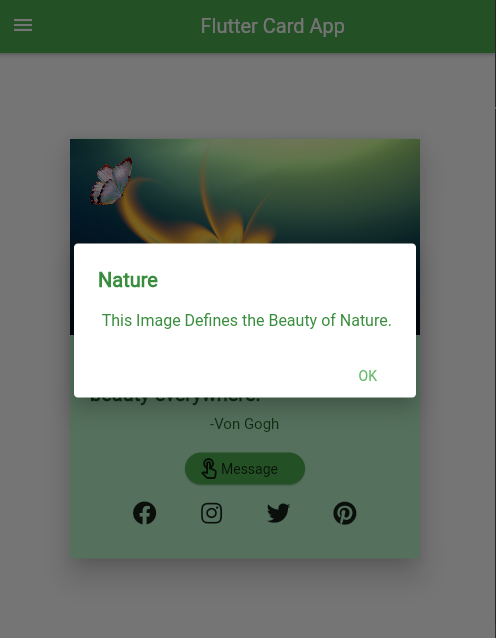 Flutter Card App
Nature
This Image Defines the Beauty of Nature.
OK
beauty everywhere.
-Von Gogh
Message